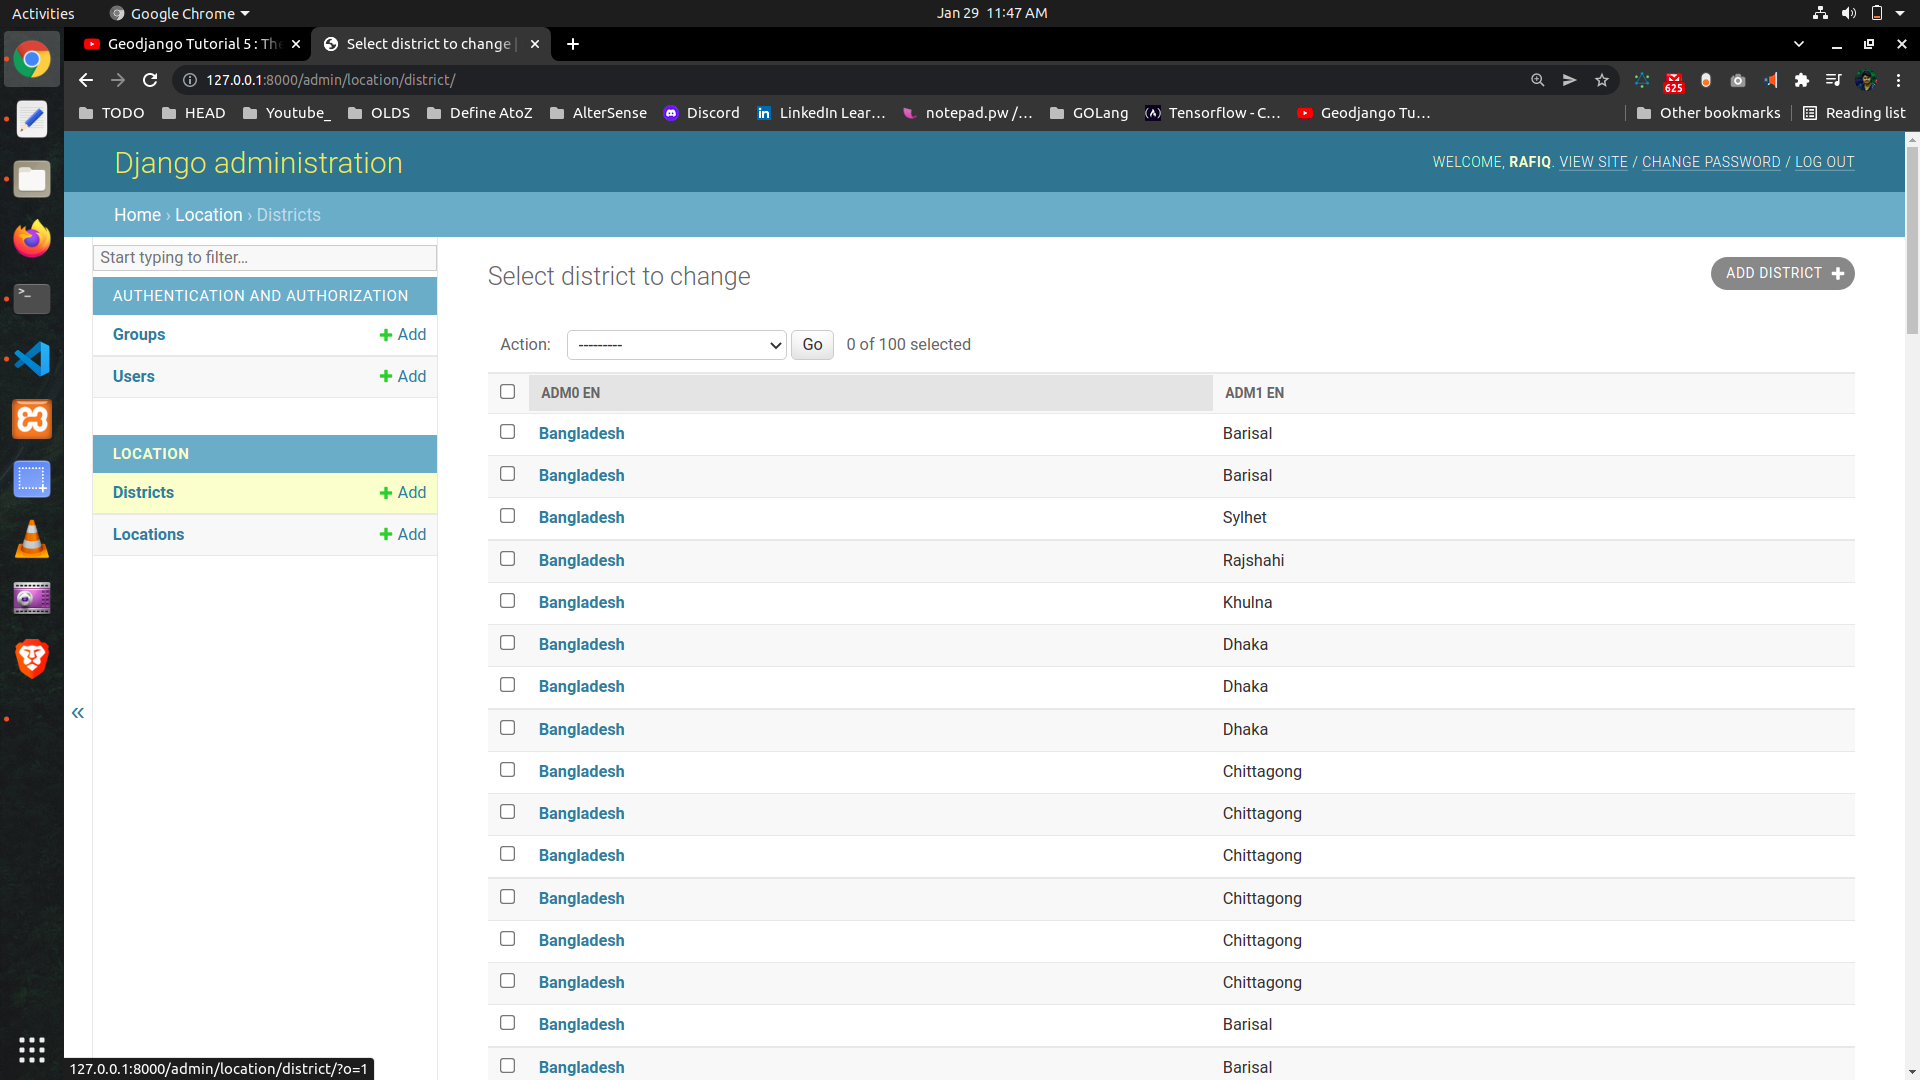 Activities
Google Chrome
Jan 29 11:47 AM
Geodjango Tutorial 5 : The
Select district to change |
127.0.0.1:8000/admin/location/district/
625
TODO
HEAD
Youtube_
OLDS
Define AtoZ
AlterSense
Discord
LinkedIn Lear...
notepad.pw /...
GOLang
Tensorflow - C...
Geodjango Tu...
Other bookmarks
Reading list
Django administration
WELCOME, RAFIQ. VIEW SITE / CHANGE PASSWORD / LOG OUT
Home › Location › Districts
Start typing to filter...
AUTHENTICATION AND AUTHORIZATION
Groups + Add
Users + Add
LOCATION
Districts + Add
Locations + Add
«
Select district to change
ADD DISTRICT +
Action: --------- Go 0 of 100 selected
ADM0 EN ADM1 EN
Bangladesh Barisal
Bangladesh Barisal
Bangladesh Sylhet
Bangladesh Rajshahi
Bangladesh Khulna
Bangladesh Dhaka
Bangladesh Dhaka
Bangladesh Dhaka
Bangladesh Chittagong
Bangladesh Chittagong
Bangladesh Chittagong
Bangladesh Chittagong
Bangladesh Chittagong
Bangladesh Chittagong
Bangladesh Barisal
Bangladesh Barisal
127.0.0.1:8000/admin/location/district/?o=1